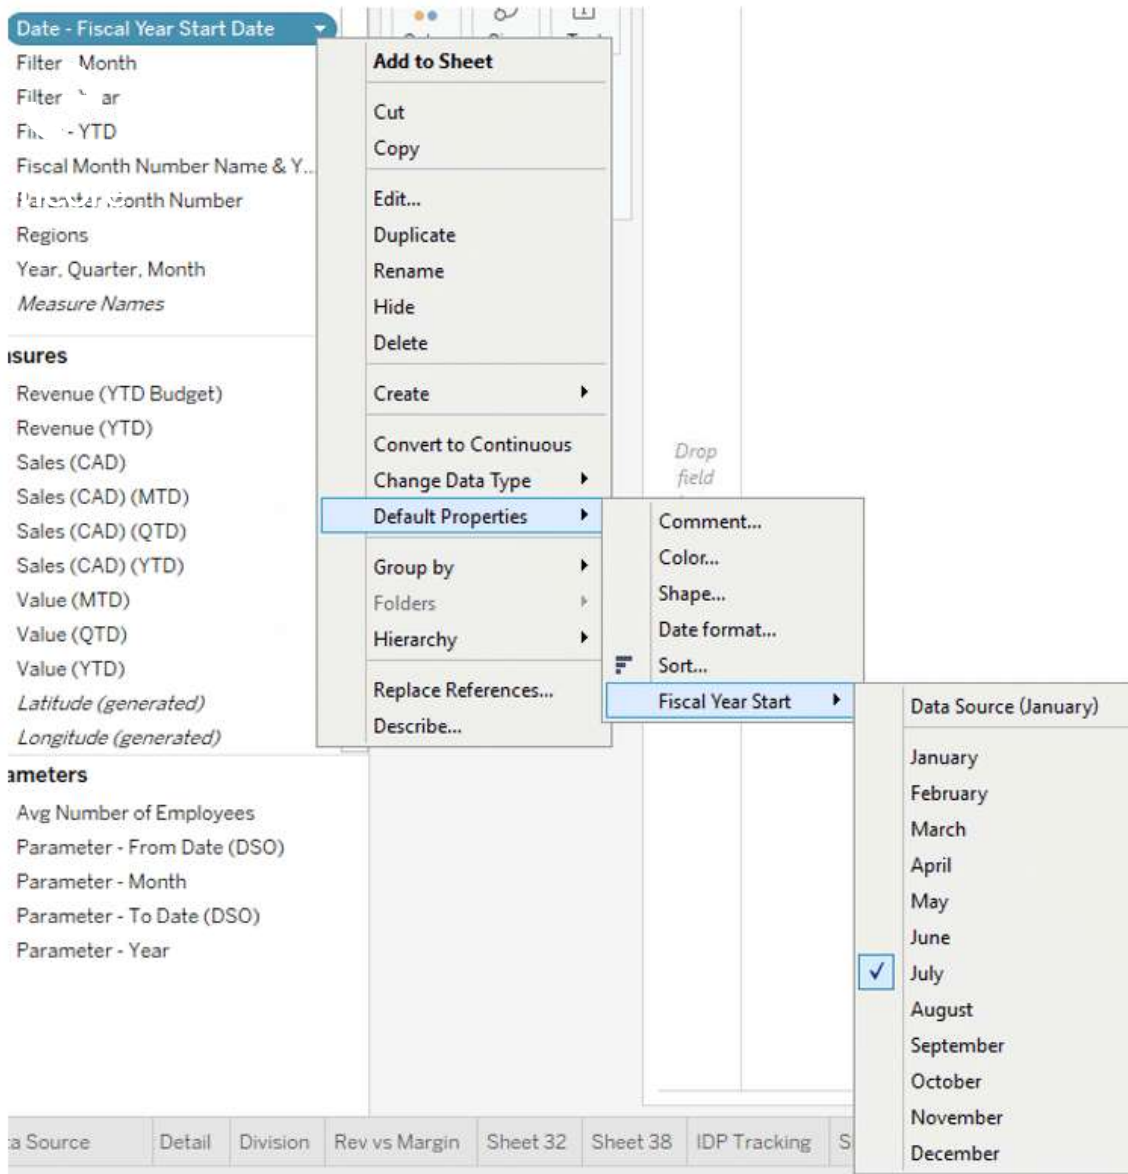 Date - Fiscal Year Start Date
Filter Month
Filter
YTD
Fiscal Month Number Name & Y...
Month Number
Regions
Year, Quarter, Month
Measure Names
asures
Revenue (YTD Budget)
Revenue (YTD)
Sales (CAD)
Sales (CAD) (MTD)
Sales (CAD) (QTD)
Sales (CAD) (YTD)
Value (MTD)
Value (QTD)
Value (YTD)
Latitude (generated)
Longitude (generated)
ameters
Avg Number of Employees
Parameter - From Date (DSO)
Parameter - Month
Parameter - To Date (DSO)
Parameter - Year
Add to Sheet
Cut
Copy
Edit...
Duplicate
Rename
Hide
Delete
Create
Convert to Continuous
Change Data Type
Default Properties
Group by
Folders
Hierarchy
Replace References...
Describe...
Drop
field
Comment...
Color...
Shape...
Date format...
Sort...
Fiscal Year Start
Data Source (January)
January
February
March
April
May
June
July
August
September
October
November
December
ta Source
Detail
Division
Rev vs Margin
Sheet 32
Sheet 38
IDP Tracking
S